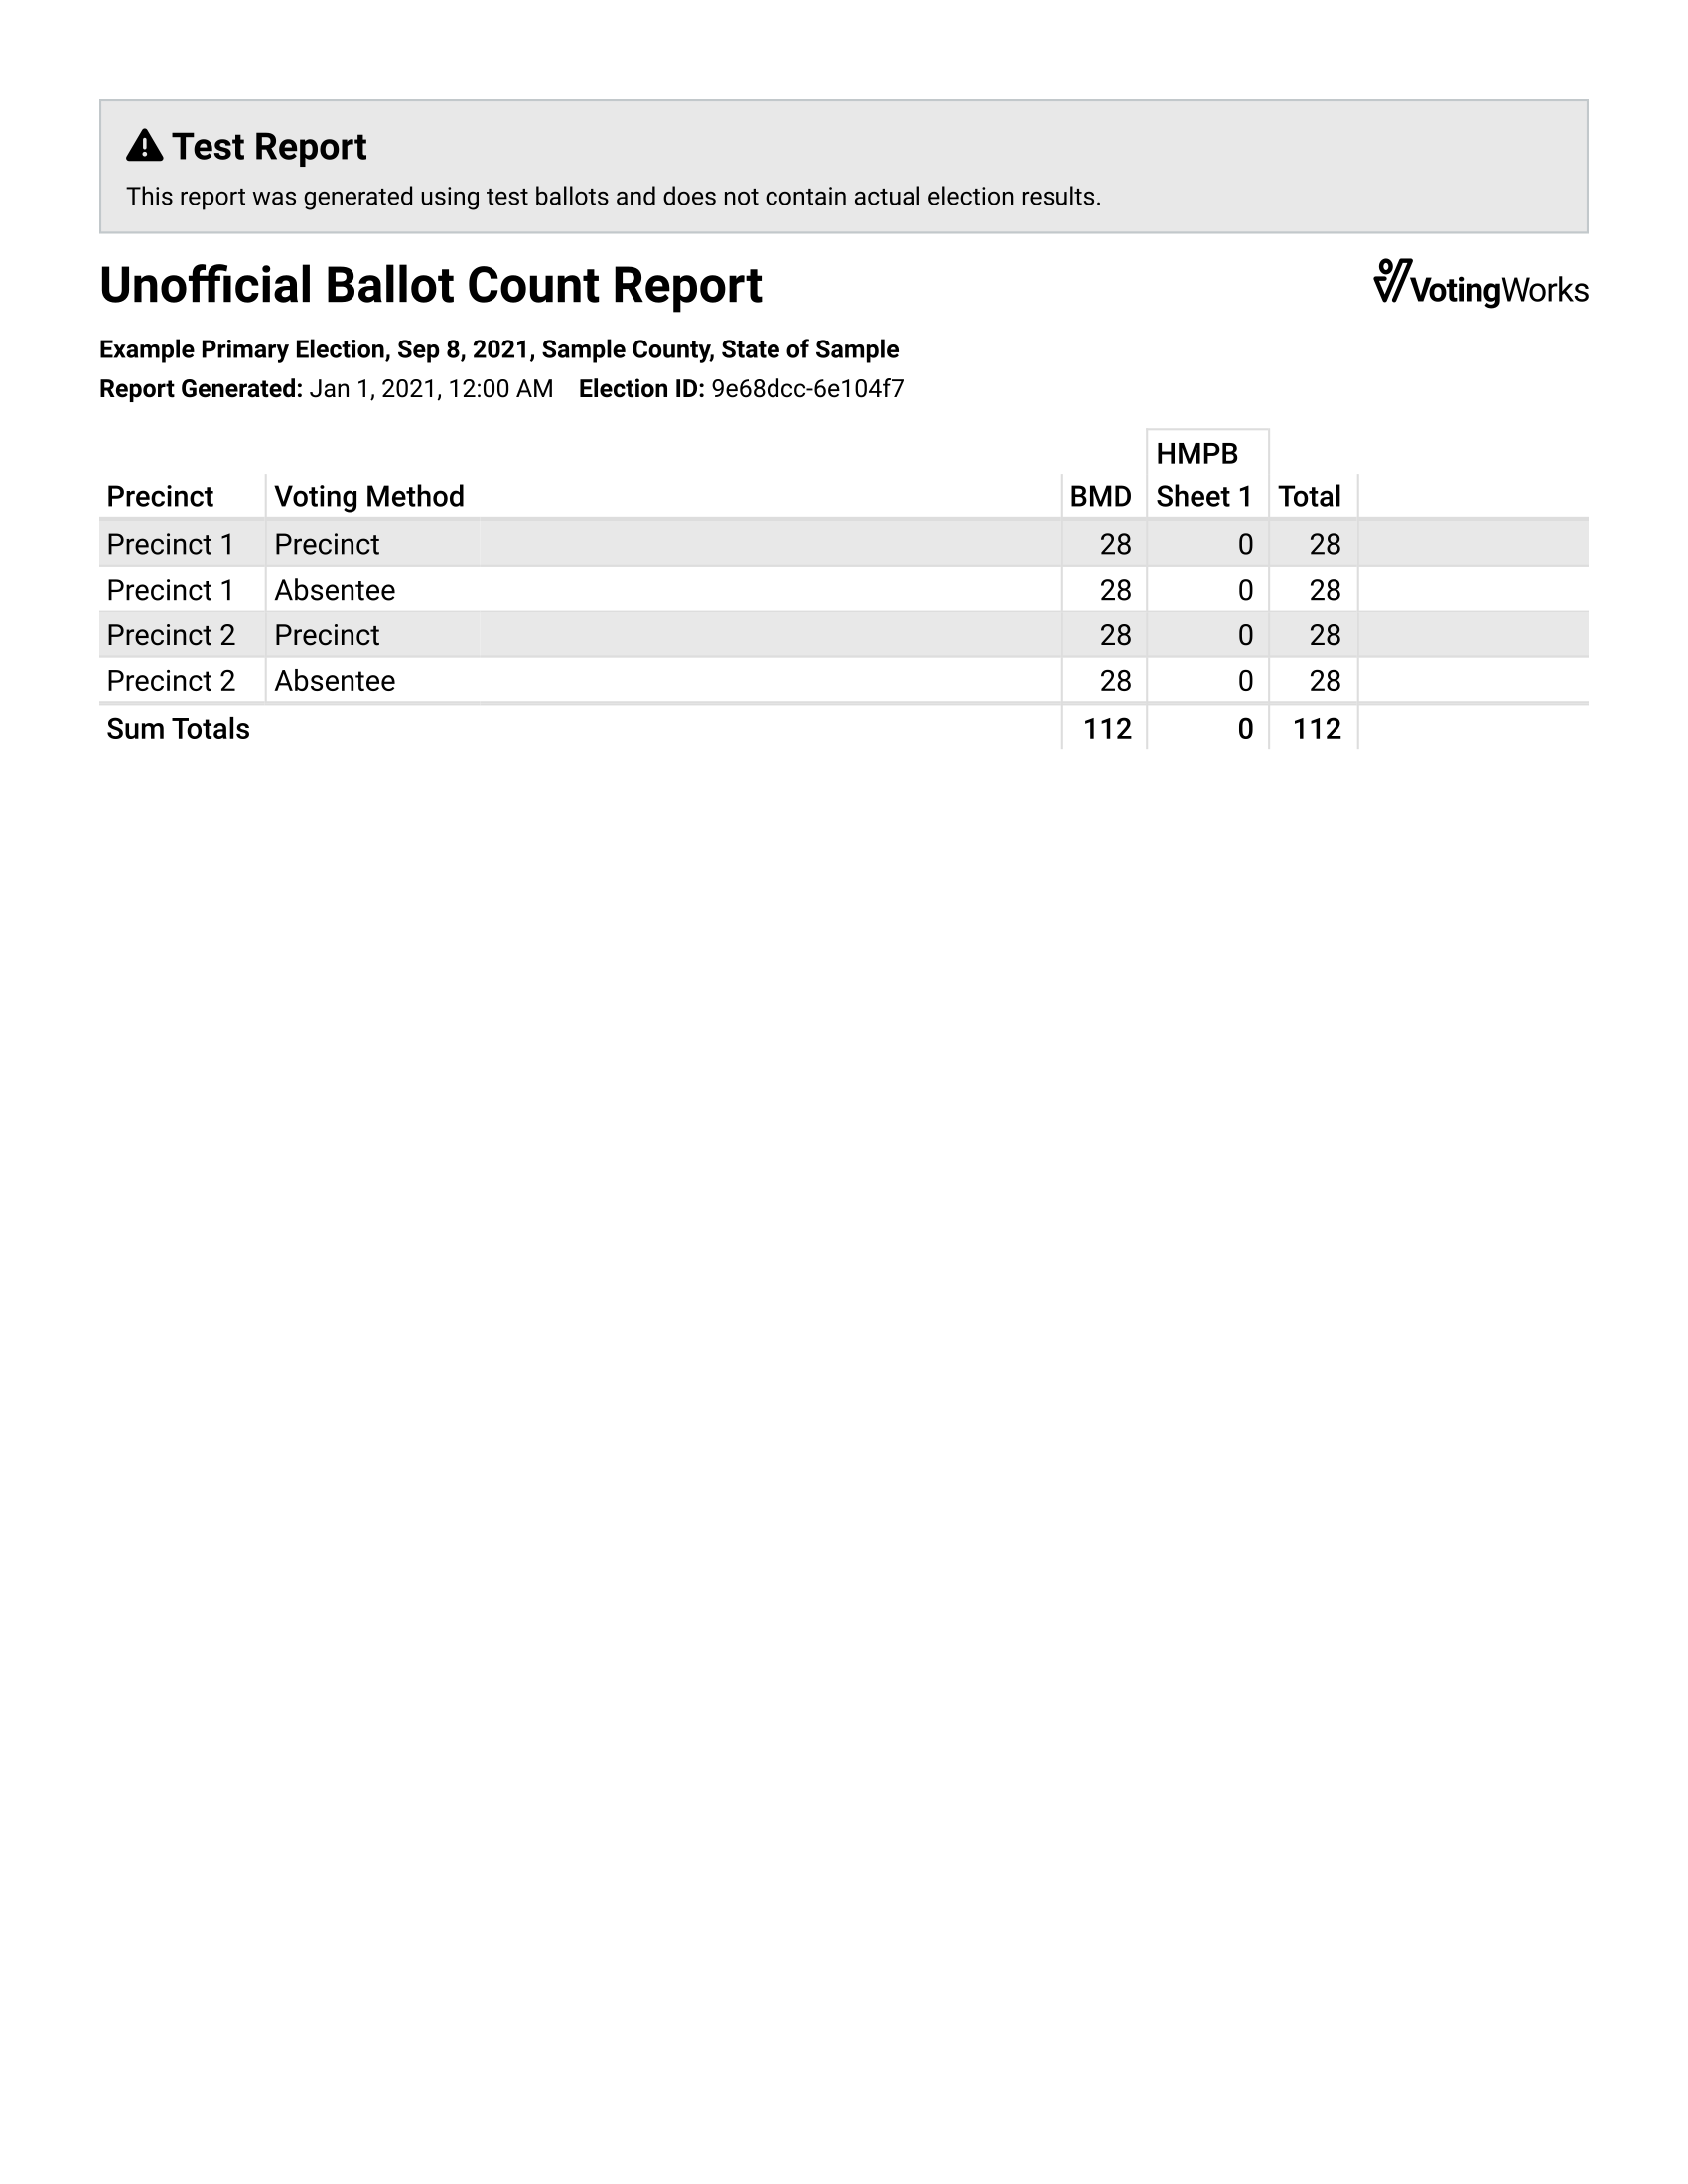 Test Report
This report was generated using test ballots and does not contain actual election results.
Unofficial Ballot Count Report
VotingWorks
Example Primary Election, Sep 8, 2021, Sample County, State of Sample
Report Generated: Jan 1, 2021, 12:00 AM Election ID: 9e68dcc-6e104f7
HMPB
Precinct Voting Method BMD Sheet 1 Total
Precinct 1 Precinct 28 0 28
Precinct 1 Absentee 28 0 28
Precinct 2 Precinct 28 0 28
Precinct 2 Absentee 28 0 28
Sum Totals 112 0 112